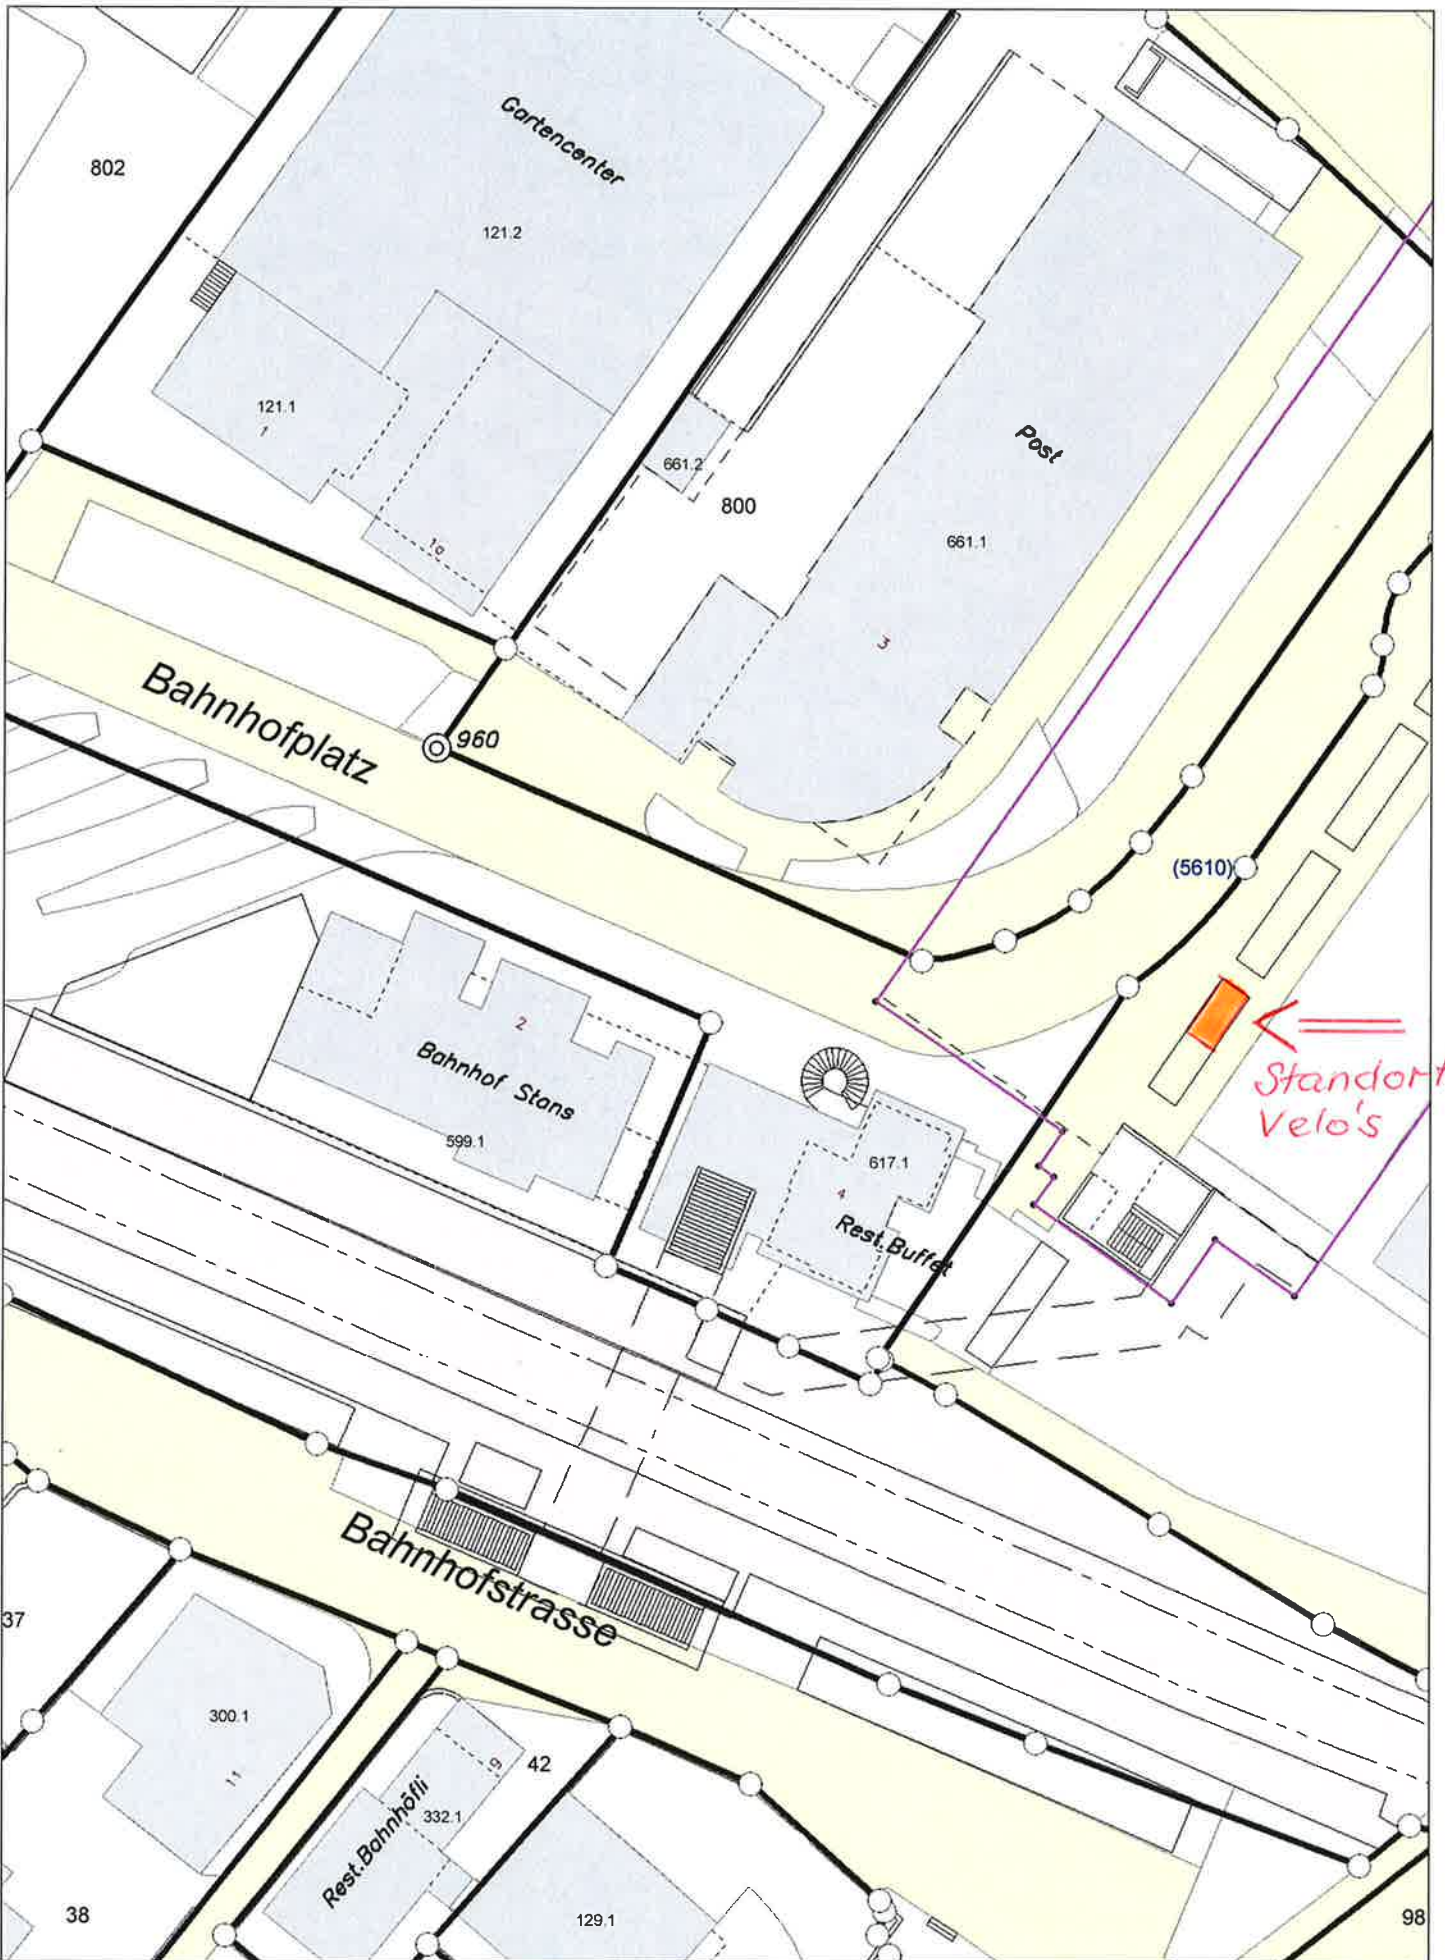 802
Gartencenter
121.2
121.1
1
1a
661.2
800
Post
661.1
3
Bahnhofplatz
960
(5610)
2
Bahnhof Stans
599.1
617.1
4
Rest.Buffet
Standort
Velo's
Bahnhofstrasse
37
300.1
11
9
42
332.1
Rest.Bahnhöfli
38
129.1
98